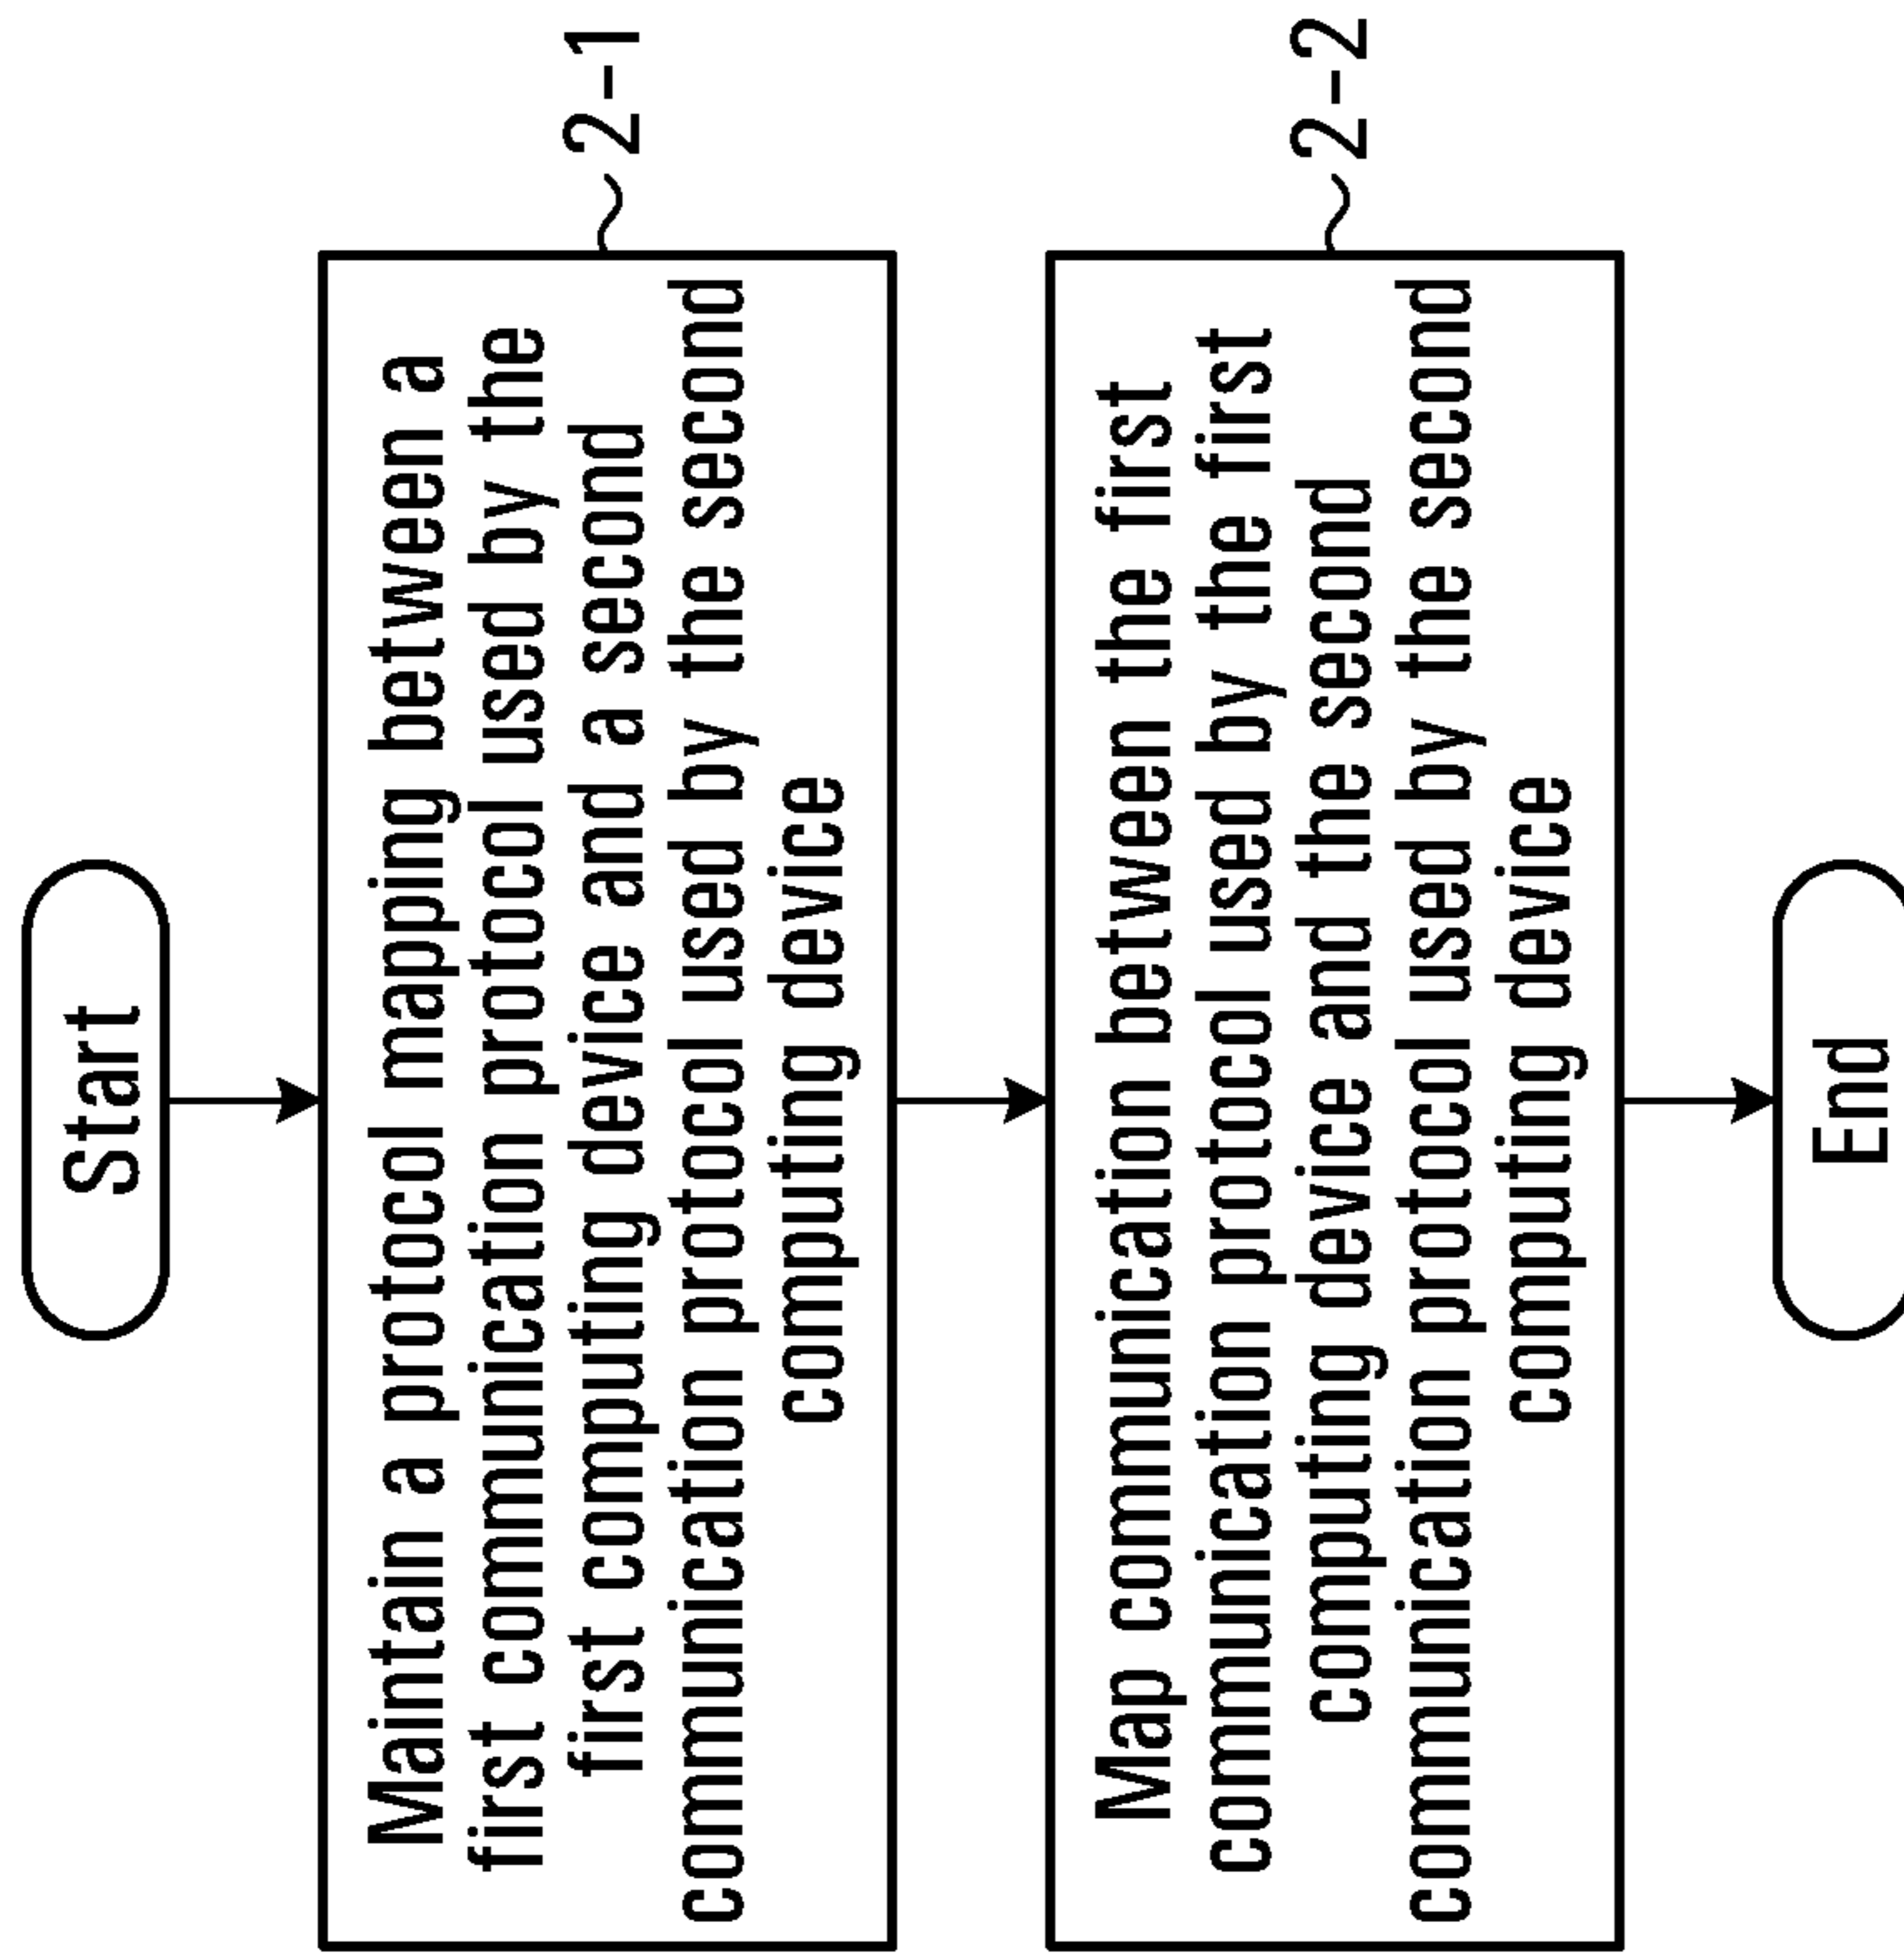 Start
Maintain a protocol mapping between a
first communication protocol used by the
first computing device and a second
communication protocol used by the second
computing device
2-1
Map communication between the first
communication protocol used by the first
computing device and the second
communication protocol used by the second
computing device
2-2
End